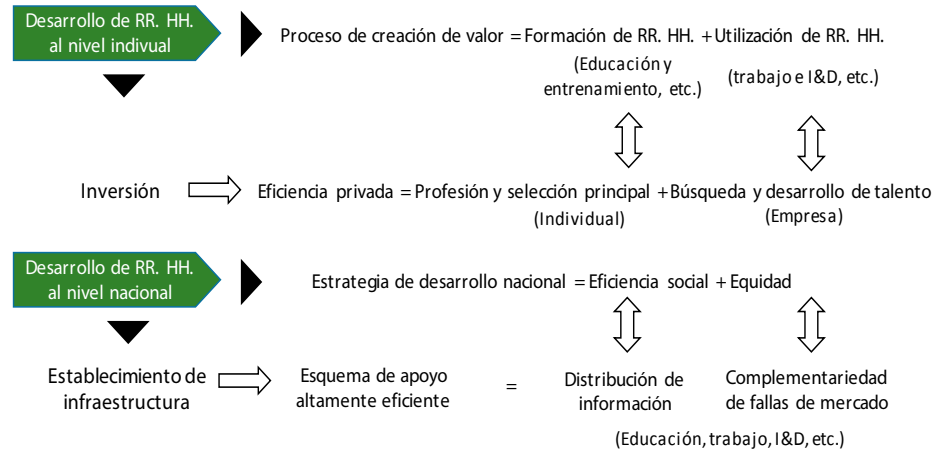 Desarrollo de RR. HH.
al nivel indivual
Proceso de creación de valor = Formación de RR. HH. + Utilización de RR. HH.
(Educación y
entrenamiento, etc.)
(trabajo e I&D, etc.)
Inversión
Eficiencia privada = Profesión y selección principal + Búsqueda y desarrollo de talento
(Individual)
(Empresa)
Desarrollo de RR. HH.
al nivel nacional
Estrategia de desarrollo nacional = Eficiencia social + Equidad
Establecimiento de
infraestructura
Esquema de apoyo
altamente eficiente
=
Distribución de
información
Complementariedad
de fallas de mercado
(Educación, trabajo, I&D, etc.)